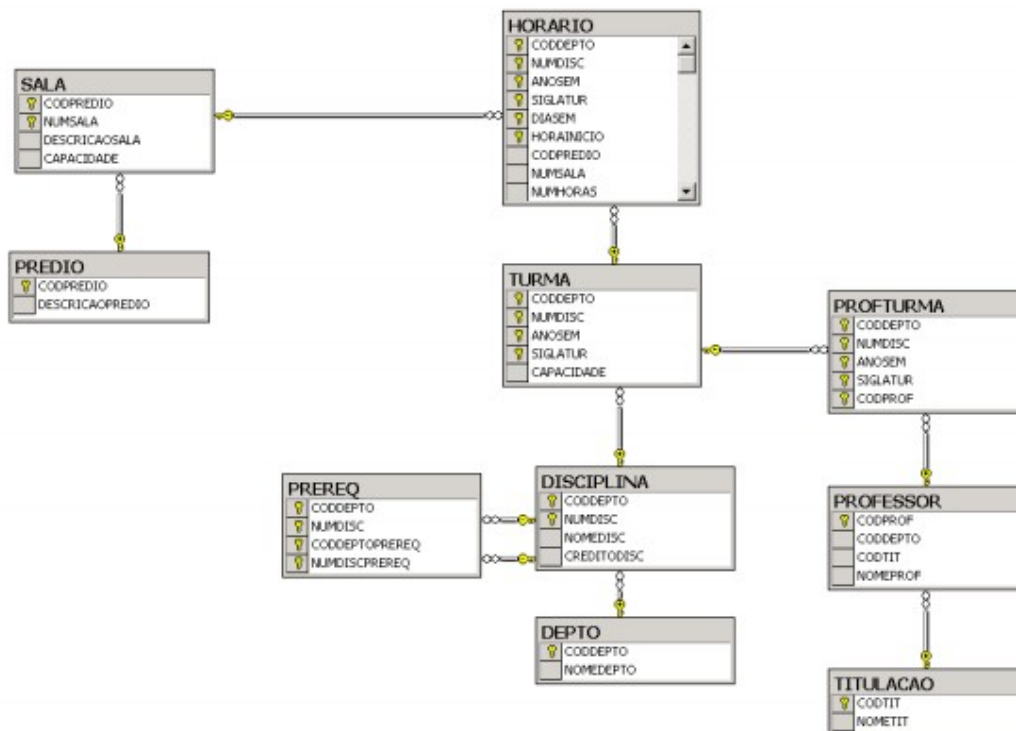 HORARIO
CODDEPTO
NUMDISC
ANOSEM
SIGLATUR
DIASEM
HORAINICIO
CODPREDIO
NUMSALA
NUMHORAS
SALA
CODPREDIO
NUMSALA
DESCRICAOSALA
CAPACIDADE
PREDIO
CODPREDIO
DESCRICAOPREDIO
TURMA
CODDEPTO
NUMDISC
ANOSEM
SIGLATUR
CAPACIDADE
PROFTURMA
CODDEPTO
NUMDISC
ANOSEM
SIGLATUR
CODPROF
PREREQ
CODDEPTO
NUMDISC
CODDEPTOPREREQ
NUMDISCPREREQ
DISCIPLINA
CODDEPTO
NUMDISC
NOMEDISC
CREDITODISC
PROFESSOR
CODPROF
CODDEPTO
CODTIT
NOMEPROF
DEPTO
CODDEPTO
NOMEDEPTO
TITULACAO
CODTIT
NOMETIT